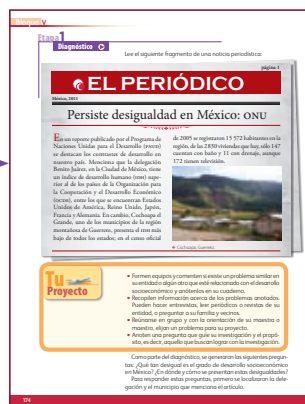 Bloque V
Etapa 1
Diagnóstico
Lee el siguiente fragmento de una noticia periodística:
página 3
EL PERIÓDICO
México, 2011
Persiste desigualdad en México: ONU
En un reporte publicado por el Programa de
Naciones Unidas para el Desarrollo (PNUD)
se destacan los contrastes de desarrollo en
nuestro país. Menciona que la delegación
Benito Juárez, en la Ciudad de México, tiene
un índice de desarrollo humano (IDH) supe-
rior al de los países de la Organización para
la Cooperación y el Desarrollo Económico
(OCDE), entre los que se encuentran Estados
Unidos de América, Reino Unido, Japón,
Francia y Alemania. En cambio, Cochoapa el
Grande, uno de los municipios de la región
montañosa de Guerrero, presenta el IDH más
bajo de todos los estados; en el censo oficial
de 2005 se registraron 15 572 habitantes en la
región, de las 2830 viviendas que hay, sólo 147
cuentan con baño y 11 con drenaje, aunque
172 tienen televisión.
Cochoapa, Guerrero.
Tu
Proyecto
• Formen equipos y comenten si existe un problema similar en
su entidad o algún otro que esté relacionado con el desarrollo
socioeconómico y anótenlos en su cuaderno.
• Recopilen información acerca de los problemas anotados.
Pueden hacer entrevistas, leer periódicos o revistas de su
entidad, o preguntar a su familia y vecinos.
• Reúnanse en grupo y con la orientación de su maestra o
maestro, elijan un problema para su proyecto.
• Anoten una pregunta que guíe su investigación y el propó-
sito, es decir, aquello que buscan lograr con la investigación.
Como parte del diagnóstico, se generaron las siguientes pregun-
tas: ¿Qué tan desigual es el grado de desarrollo socioeconómico
en México? ¿En dónde y cómo se presentan estas desigualdades?
Para responder estas preguntas, primero se localizaron la dele-
gación y el municipio que menciona el artículo.
174